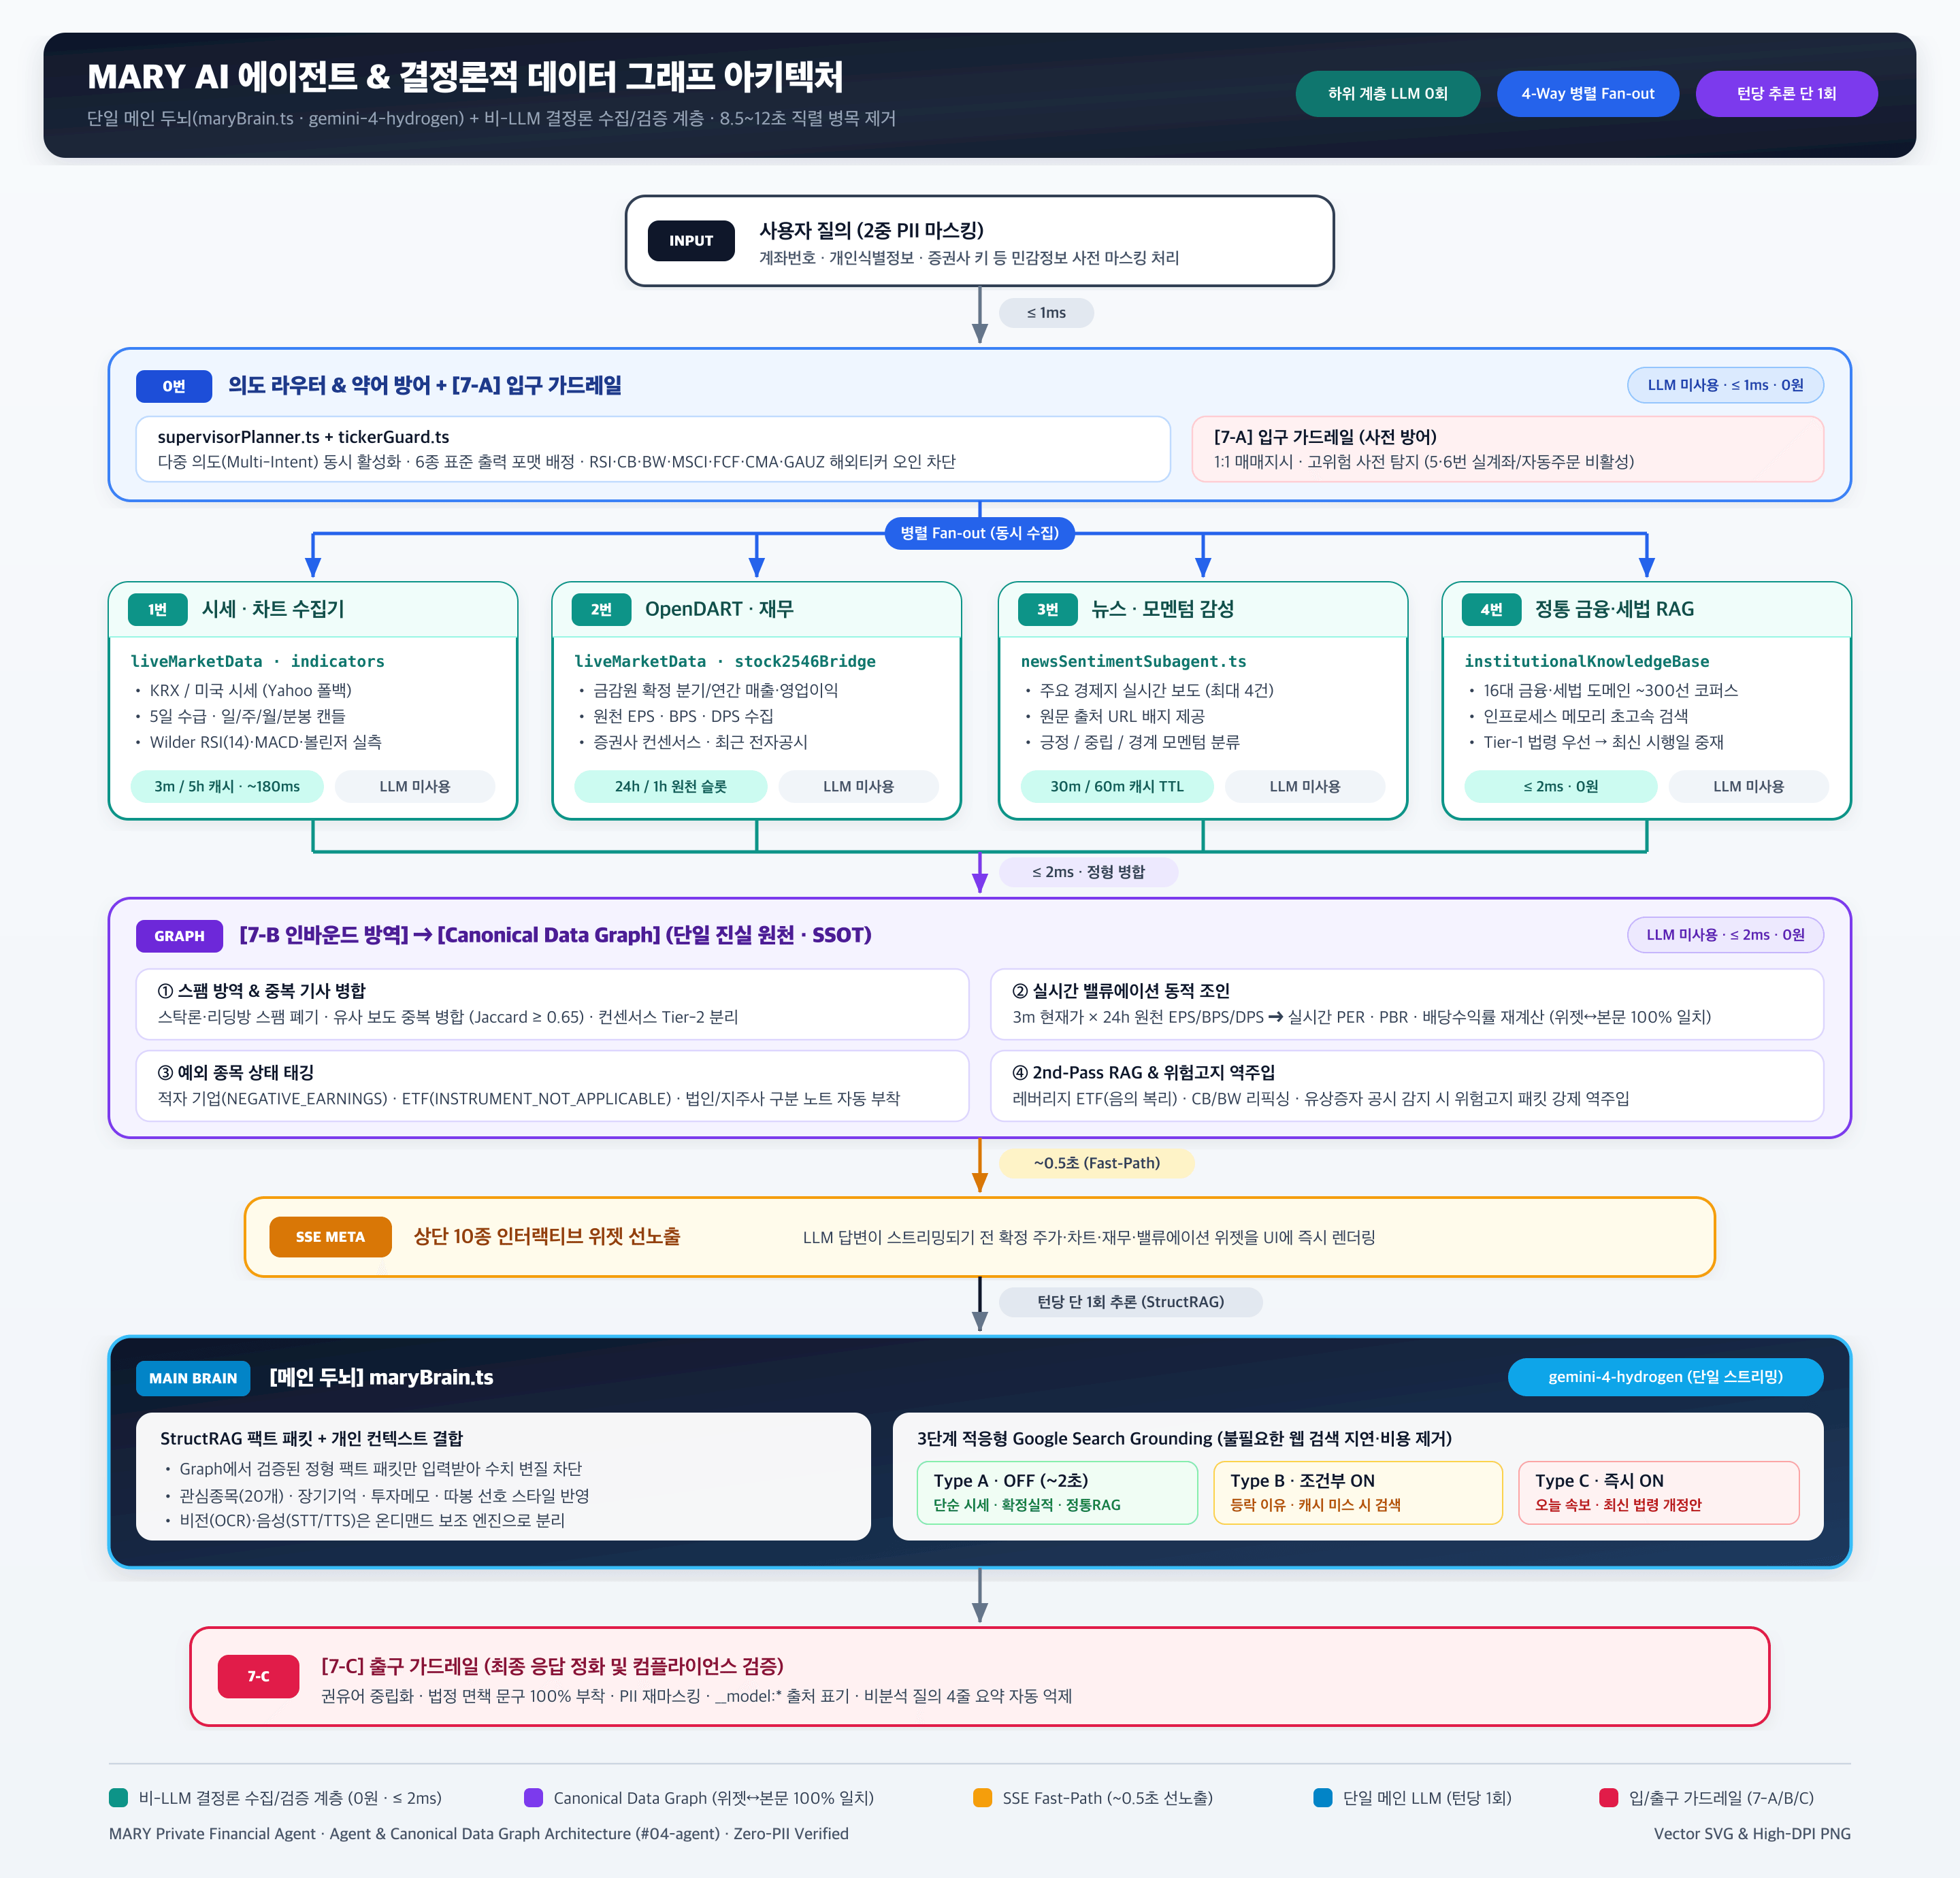 MARY AI 에이전트 & 결정론적 데이터 그래프 아키텍처
단일 메인 두뇌(maryBrain.ts · gemini-4-hydrogen) + 비-LLM 결정론 수집/검증 계층 · 8.5~12초 직렬 병목 제거
하위 계층 LLM 0회
4-Way 병렬 Fan-out
턴당 추론 단 1회
INPUT
사용자 질의 (2중 PII 마스킹)
계좌번호 · 개인식별정보 · 증권사 키 등 민감정보 사전 마스킹 처리
≤ 1ms
0번
의도 라우터 & 약어 방어 + [7-A] 입구 가드레일
LLM 미사용 · ≤ 1ms · 0원
supervisorPlanner.ts + tickerGuard.ts
다중 의도(Multi-Intent) 동시 활성화 · 6종 표준 출력 포맷 배정 · RSI·CB·BW·MSCI·FCF·CMA·GAUZ 해외티커 오인 차단
[7-A] 입구 가드레일 (사전 방어)
1:1 매매지시 · 고위험 사전 탐지 (5·6번 실계좌/자동주문 비활성)
병렬 Fan-out (동시 수집)
1번
시세 · 차트 수집기
liveMarketData · indicators
• KRX / 미국 시세 (Yahoo 폴백)
• 5일 수급 · 일/주/월/분봉 캔들
• Wilder RSI(14)·MACD·볼린저 실측
3m / 5h 캐시 · ~180ms
LLM 미사용
2번
OpenDART · 재무
liveMarketData · stock2546Bridge
• 금감원 확정 분기/연간 매출·영업이익
• 원천 EPS · BPS · DPS 수집
• 증권사 컨센서스 · 최근 전자공시
24h / 1h 원천 슬롯
LLM 미사용
3번
뉴스 · 모멘텀 감성
newsSentimentSubagent.ts
• 주요 경제지 실시간 보도 (최대 4건)
• 원문 출처 URL 배지 제공
• 긍정 / 중립 / 경계 모멘텀 분류
30m / 60m 캐시 TTL
LLM 미사용
4번
정통 금융·세법 RAG
institutionalKnowledgeBase
• 16대 금융·세법 도메인 ~300선 코퍼스
• 인프로세스 메모리 초고속 검색
• Tier-1 법령 우선 → 최신 시행일 중재
≤ 2ms · 0원
LLM 미사용
≤ 2ms · 정형 병합
GRAPH
[7-B 인바운드 방역] → [Canonical Data Graph] (단일 진실 원천 · SSOT)
LLM 미사용 · ≤ 2ms · 0원
① 스팸 방역 & 중복 기사 병합
스탁론·리딩방 스팸 폐기 · 유사 보도 중복 병합 (Jaccard ≥ 0.65) · 컨센서스 Tier-2 분리
② 실시간 밸류에이션 동적 조인
3m 현재가 × 24h 원천 EPS/BPS/DPS ➔ 실시간 PER · PBR · 배당수익률 재계산 (위젯↔본문 100% 일치)
③ 예외 종목 상태 태깅
적자 기업(NEGATIVE_EARNINGS) · ETF(INSTRUMENT_NOT_APPLICABLE) · 법인/지주사 구분 노트 자동 부착
④ 2nd-Pass RAG & 위험고지 역주입
레버리지 ETF(음의 복리) · CB/BW 리픽싱 · 유상증자 공시 감지 시 위험고지 패킷 강제 역주입
~0.5초 (Fast-Path)
SSE META
상단 10종 인터랙티브 위젯 선노출
LLM 답변이 스트리밍되기 전 확정 주가·차트·재무·밸류에이션 위젯을 UI에 즉시 렌더링
턴당 단 1회 추론 (StructRAG)
MAIN BRAIN
[메인 두뇌] maryBrain.ts
gemini-4-hydrogen (단일 스트리밍)
StructRAG 팩트 패킷 + 개인 컨텍스트 결합
• Graph에서 검증된 정형 팩트 패킷만 입력받아 수치 변질 차단
• 관심종목(20개) · 장기기억 · 투자메모 · 따봉 선호 스타일 반영
• 비전(OCR)·음성(STT/TTS)은 온디맨드 보조 엔진으로 분리
3단계 적응형 Google Search Grounding (불필요한 웹 검색 지연·비용 제거)
Type A · OFF (~2초)
단순 시세 · 확정실적 · 정통RAG
Type B · 조건부 ON
등락 이유 · 캐시 미스 시 검색
Type C · 즉시 ON
오늘 속보 · 최신 법령 개정안
7-C
[7-C] 출구 가드레일 (최종 응답 정화 및 컴플라이언스 검증)
권유어 중립화 · 법정 면책 문구 100% 부착 · PII 재마스킹 · __model:* 출처 표기 · 비분석 질의 4줄 요약 자동 억제
비-LLM 결정론 수집/검증 계층 (0원 · ≤ 2ms)
Canonical Data Graph (위젯↔본문 100% 일치)
SSE Fast-Path (~0.5초 선노출)
단일 메인 LLM (턴당 1회)
입/출구 가드레일 (7-A/B/C)
MARY Private Financial Agent · Agent & Canonical Data Graph Architecture (#04-agent) · Zero-PII Verified
Vector SVG & High-DPI PNG